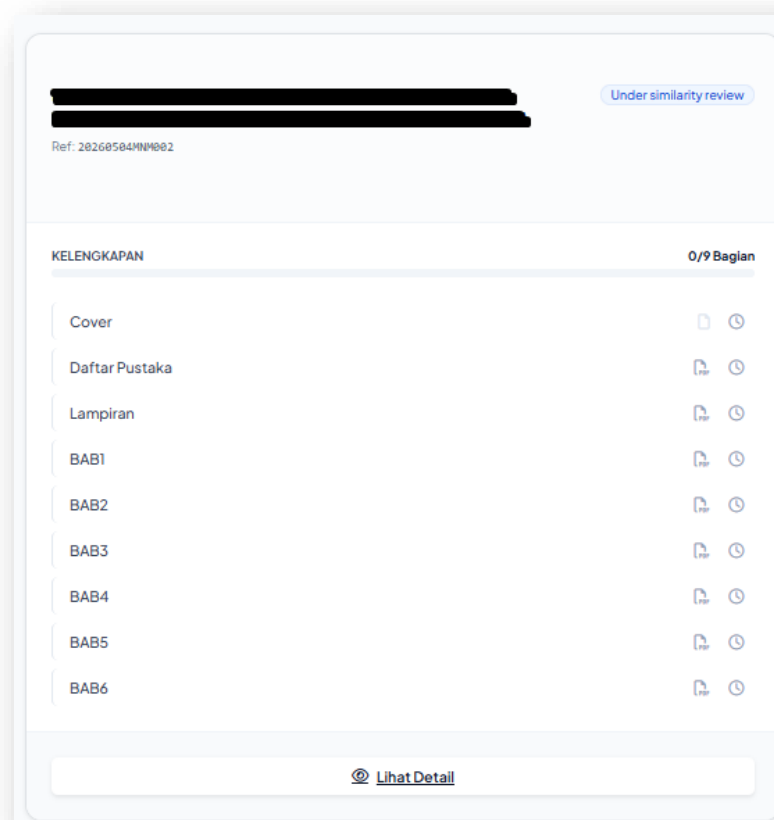 Under similarity review
Ref: 20260504MNM002
KELENGKAPAN
0/9 Bagian
Cover
Daftar Pustaka
Lampiran
BAB1
BAB2
BAB3
BAB4
BAB5
BAB6
Lihat Detail